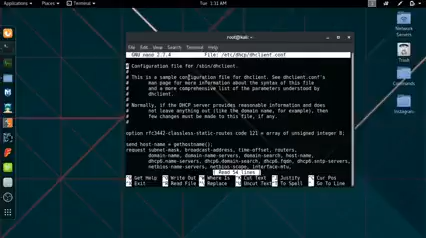 Applications Places Terminal Tue 1:11 AM
root@kali: ~
File Edit View Search Terminal Help
GNU nano 2.7.4 File: /etc/dhcp/dhclient.conf
# Configuration file for /sbin/dhclient.
#
# This is a sample configuration file for dhclient. See dhclient.conf's
# man page for more information about the syntax of this file
# and a more comprehensive list of the parameters understood by
# dhclient.
#
# Normally, if the DHCP server provides reasonable information and does
# not leave anything out (like the domain name, for example), then
# few changes must be made to this file, if any.
#
option rfc3442-classless-static-routes code 121 = array of unsigned integer 8;
send host-name = gethostname();
request subnet-mask, broadcast-address, time-offset, routers,
domain-name, domain-name-servers, domain-search, host-name,
dhcp6.name-servers, dhcp6.domain-search, dhcp6.fqdn, dhcp6.sntp-servers,
netbios-name-servers, netbios-scope, interface-mtu,
[ Read 54 lines ]
^G Get Help ^O Write Out ^W Where Is ^K Cut Text ^J Justify ^C Cur Pos
^X Exit ^R Read File ^\ Replace ^U Uncut Text ^T To Spell ^_ Go To Line
Network
Servers
Trash
Commands
Instagram